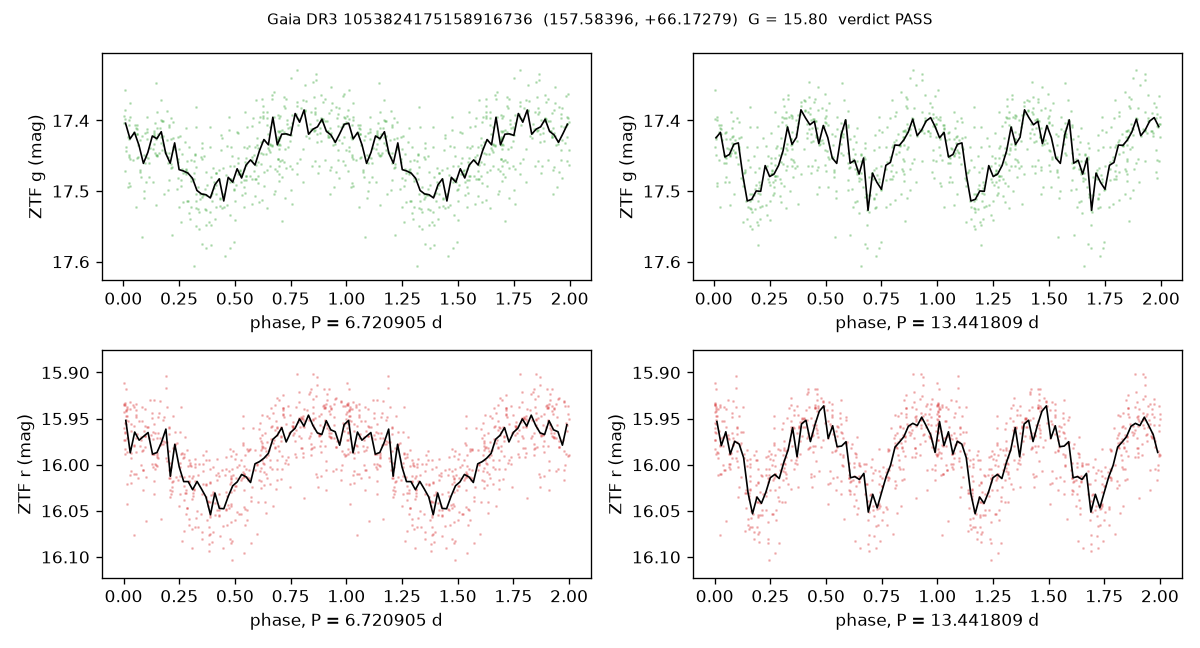 Gaia DR3 1053824175158916736  (157.58396, +66.17279)  G = 15.80  verdict PASS
ZTF g (mag)
17.4
17.5
17.6
0.00 0.25 0.50 0.75 1.00 1.25 1.50 1.75 2.00
phase, P = 6.720905 d
ZTF g (mag)
17.4
17.5
17.6
0.00 0.25 0.50 0.75 1.00 1.25 1.50 1.75 2.00
phase, P = 13.441809 d
ZTF r (mag)
15.90
15.95
16.00
16.05
16.10
0.00 0.25 0.50 0.75 1.00 1.25 1.50 1.75 2.00
phase, P = 6.720905 d
ZTF r (mag)
15.90
15.95
16.00
16.05
16.10
0.00 0.25 0.50 0.75 1.00 1.25 1.50 1.75 2.00
phase, P = 13.441809 d